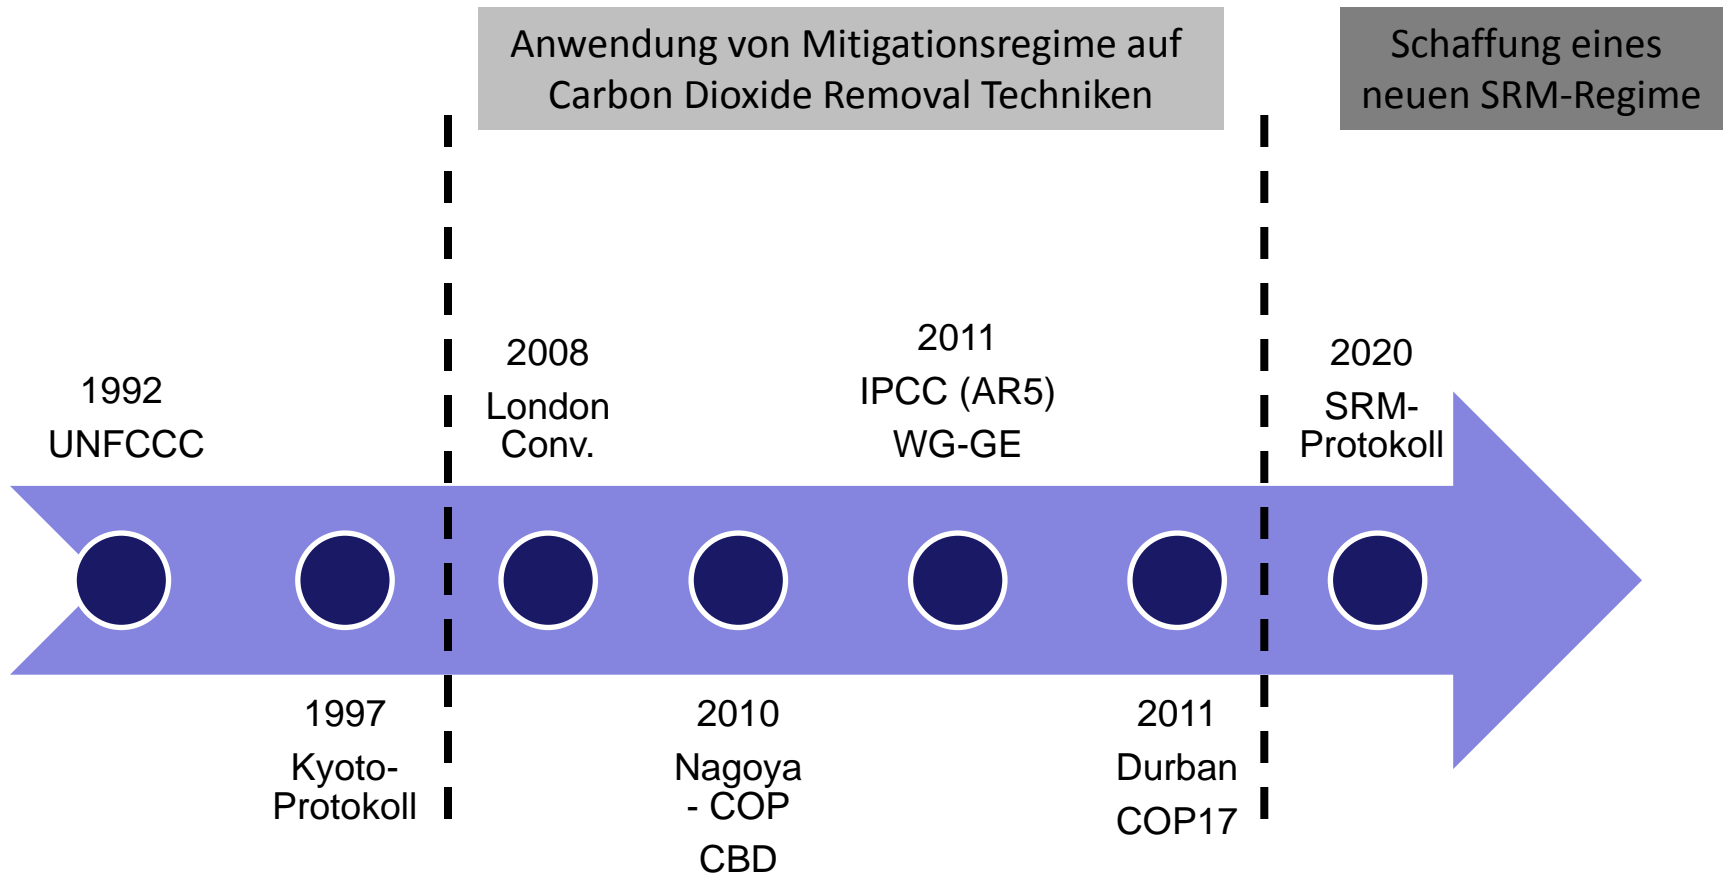 Anwendung von Mitigationsregime auf
Carbon Dioxide Removal Techniken
Schaffung eines
neuen SRM-Regime
1992
UNFCCC
1997
Kyoto-
Protokoll
2008
London
Conv.
2010
Nagoya
- COP
CBD
2011
IPCC (AR5)
WG-GE
2011
Durban
COP17
2020
SRM-
Protokoll